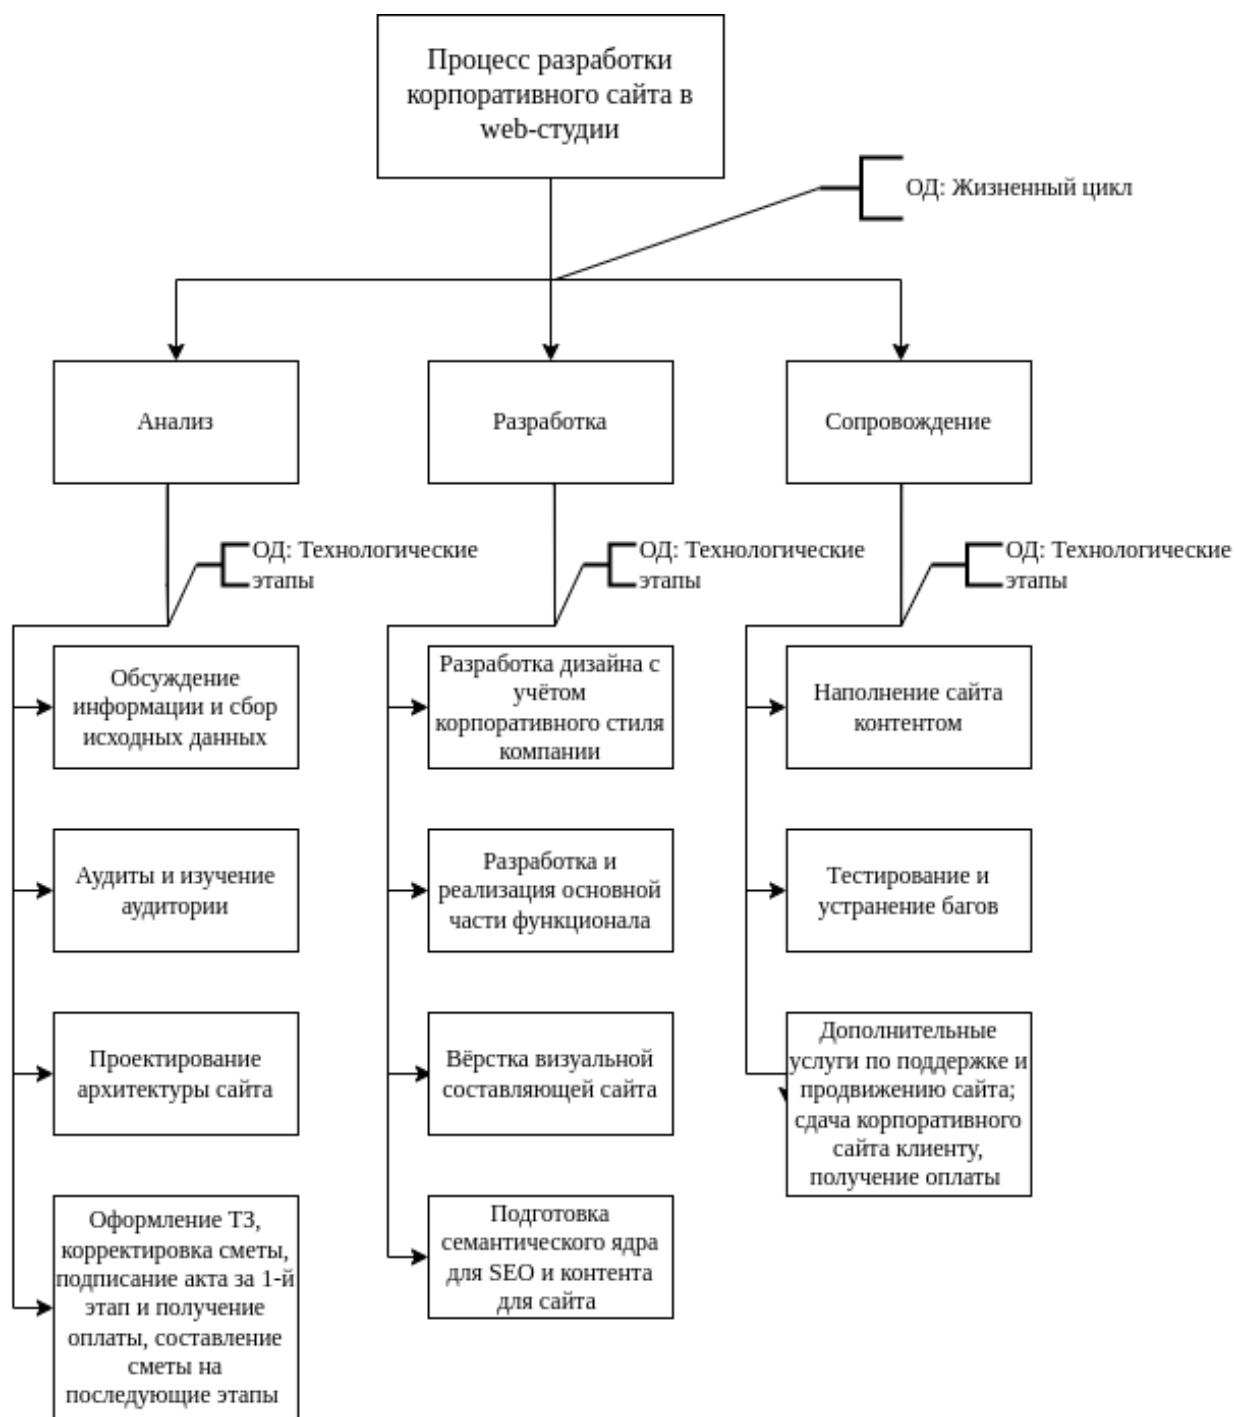 Процесс разработки
корпоративного сайта в
web-студии
ОД: Жизненный цикл
Анализ
Разработка
Сопровождение
ОД: Технологические
этапы
ОД: Технологические
этапы
ОД: Технологические
этапы
Обсуждение
информации и сбор
исходных данных
Разработка дизайна с
учётом
корпоративного стиля
компании
Наполнение сайта
контентом
Аудиты и изучение
аудитории
Разработка и
реализация основной
части функционала
Тестирование и
устранение багов
Проектирование
архитектуры сайта
Вёрстка визуальной
составляющей сайта
Дополнительные
услуги по поддержке и
продвижению сайта;
сдача корпоративного
сайта клиенту,
получение оплаты
Оформление ТЗ,
корректировка сметы,
подписание акта за 1-й
этап и получение
оплаты, составление
сметы на
последующие этапы
Подготовка
семантического ядра
для SEO и контента
для сайта